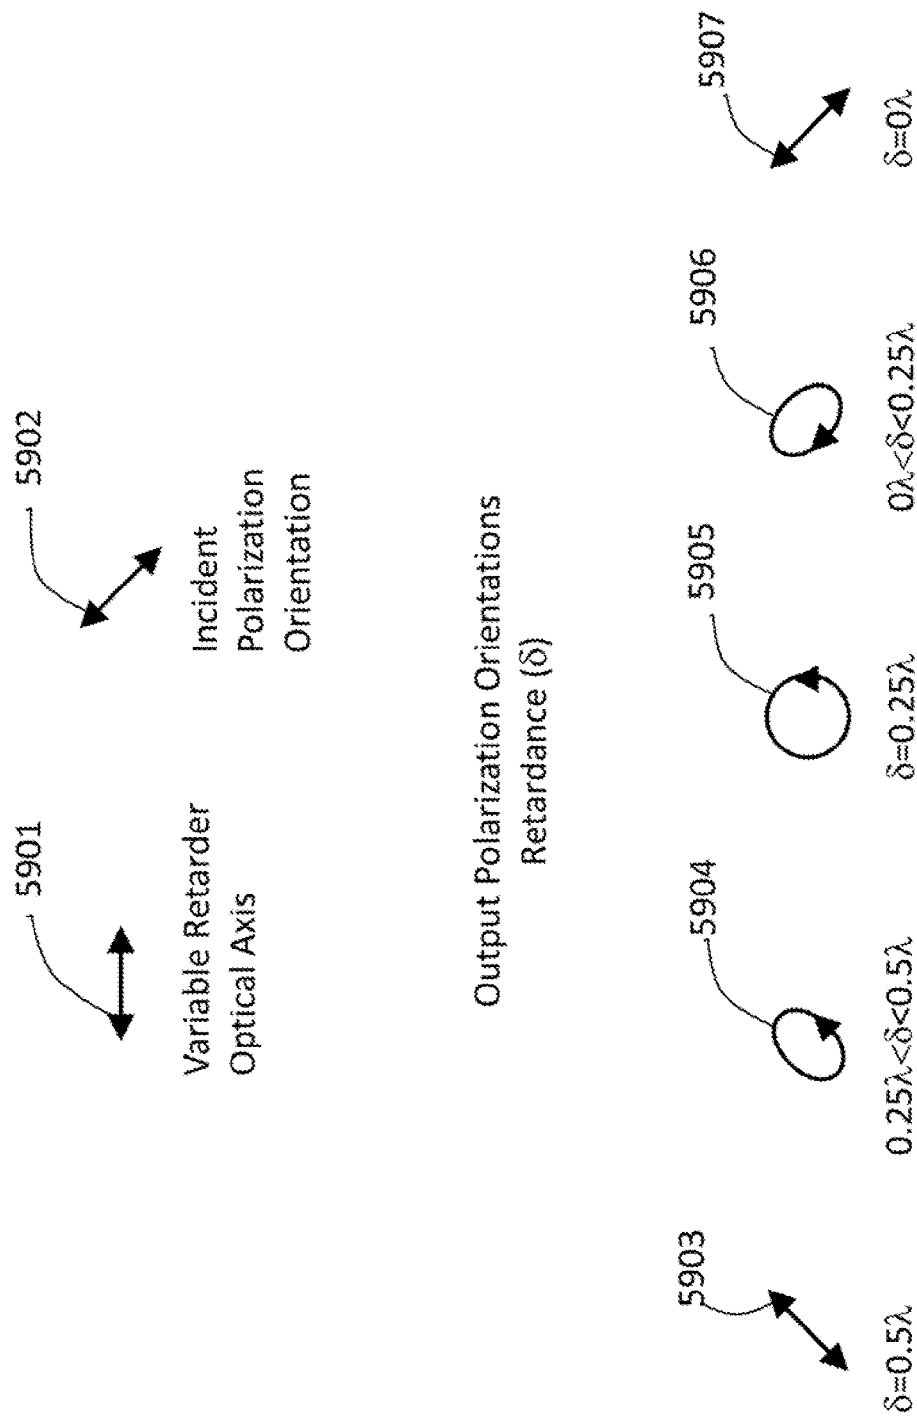 5901
Variable Retarder
Optical Axis
5902
Incident
Polarization
Orientation
Output Polarization Orientations
Retardance (δ)
5903
5904
5905
5906
5907
δ=0.5λ
0.25λ<δ<0.5λ
δ=0.25λ
0λ<δ<0.25λ
δ=0λ